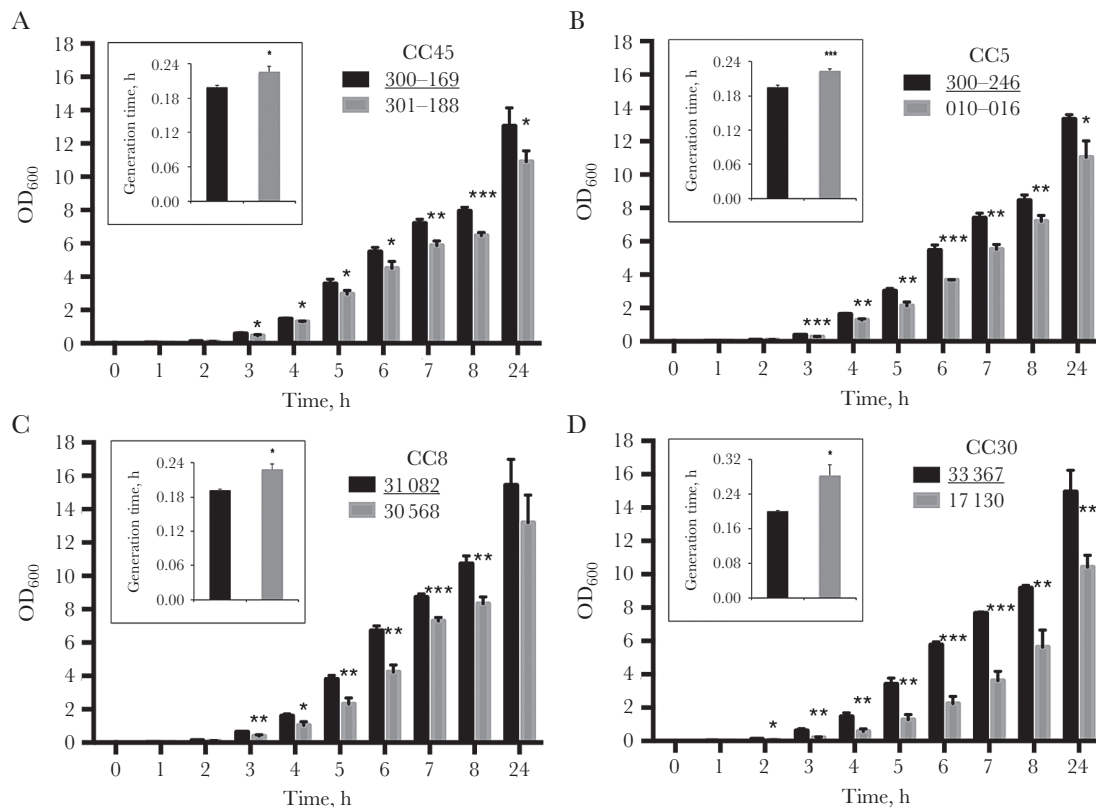 A
CC45
300–169
301–188
Generation time, h
0.24
0.18
0.12
0.06
0.00
*
OD600
18
16
14
12
10
8
6
4
2
0
* * * * ** *** *
0 1 2 3 4 5 6 7 8 24
Time, h
B
CC5
300–246
010–016
Generation time, h
0.24
0.18
0.12
0.06
0.00
***
OD600
18
16
14
12
10
8
6
4
2
0
*** ** ** *** ** ** *
0 1 2 3 4 5 6 7 8 24
Time, h
C
CC8
31 082
30 568
Generation time, h
0.24
0.18
0.12
0.06
0.00
*
OD600
18
16
14
12
10
8
6
4
2
0
** * ** ** *** **
0 1 2 3 4 5 6 7 8 24
Time, h
D
CC30
33 367
17 130
Generation time, h
0.32
0.24
0.16
0.08
0.00
*
OD600
18
16
14
12
10
8
6
4
2
0
* ** ** ** *** *** ** **
0 1 2 3 4 5 6 7 8 24
Time, h